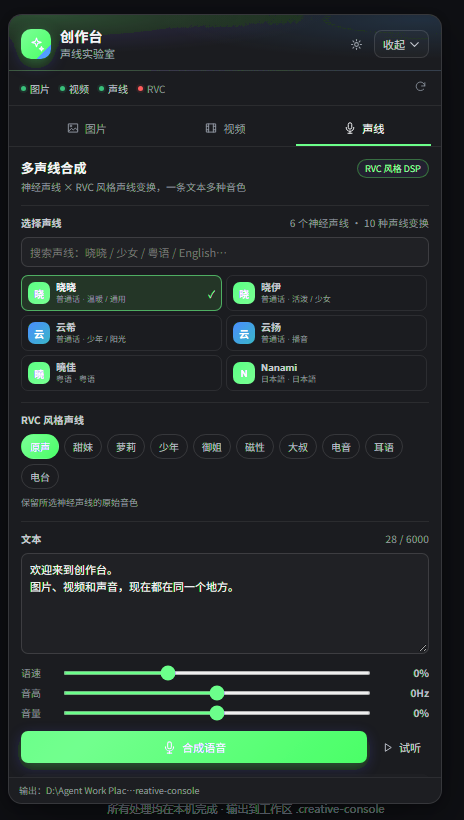 创作台
声线实验室
收起
图片 视频 声线 RVC
图片 视频 声线
多声线合成
RVC 风格 DSP
神经声线 × RVC 风格声线变换，一条文本多种音色
选择声线
6 个神经声线 · 10 种声线变换
搜索声线：晓晓 / 少女 / 粤语 / English…
晓 晓晓
普通话 · 温暖 / 通用
晓 晓伊
普通话 · 活泼 / 少女
云 云希
普通话 · 少年 / 阳光
云 云扬
普通话 · 播音
曉 曉佳
粤语 · 粤语
N Nanami
日本語 · 日本語
RVC 风格声线
原声 甜妹 萝莉 少年 御姐 磁性 大叔 电音 耳语
电台
保留所选神经声线的原始音色
文本
28 / 6000
欢迎来到创作台。
图片、视频和声音，现在都在同一个地方。
语速 0%
音高 0Hz
音量 0%
合成语音
试听
输出：D:\Agent Work Plac…reative-console
所有处理均在本机完成 · 输出到工作区 .creative-console